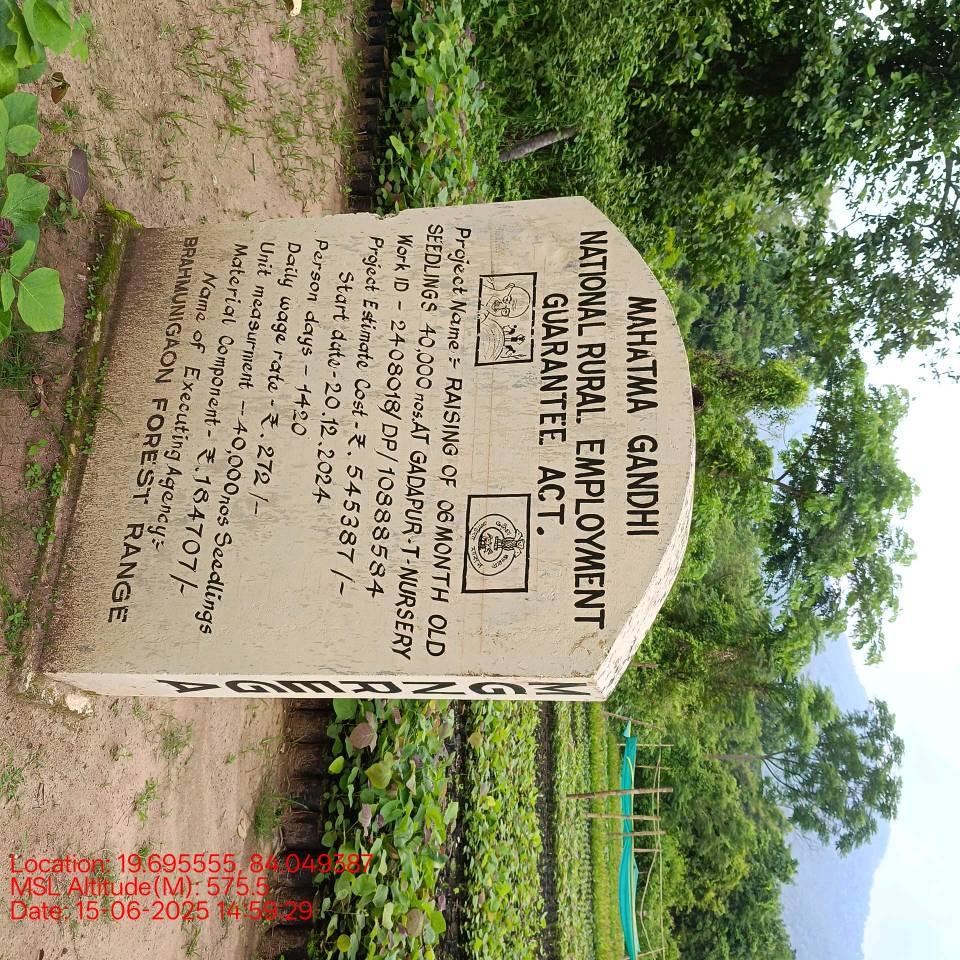 MAHATMA GANDHI
NATIONAL RURAL EMPLOYMENT
GUARANTEE ACT.
Project Name:- RAISING OF 06 MONTH OLD
SEEDLINGS 40,000 nos. AT GADAPUR-T-NURSERY
Work ID - 2408018/DP/10888584
Project Estimate Cost - ₹. 545387/-
Start date - 20.12.2024
Person days - 1420
Daily wage rate - ₹. 272/-
Unit measurment - 40,000 nos Seedlings
Material Component - ₹. 184707/-
Name of Executing Agency:-
BRAHMUNIGAON FOREST RANGE
MGNREGA
Location: 19.695555, 84.049387
MSL Altitude(M): 575.5
Date: 15-06-2025 14:59:29